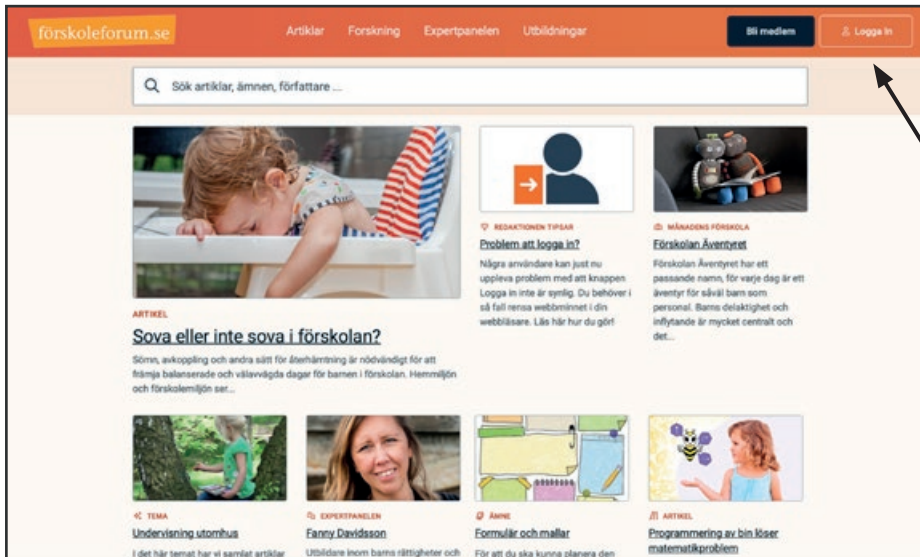 förskoleforum.se
Artiklar Forskning Expertpanelen Utbildningar
Bli medlem Logga In
Sök artiklar, ämnen, författare ...
ARTIKEL
Sova eller inte sova i förskolan?
Sömn, avkoppling och andra sätt för återhämtning är nödvändigt för att
främja balanserade och välavvägda dagar för barnen i förskolan. Hemmiljön
och förskolemiljön ser...
REDAKTIONEN TIPSAR
Problem att logga in?
Några användare kan just nu
uppleva problem med att knappen
Logga in inte är synlig. Du behöver i
så fall rensa webbminnet i din
webbläsare. Läs här hur du gör!
MÅNADENS FÖRSKOLA
Förskolan Äventyret
Förskolan Äventyret har ett
passande namn, för varje dag är ett
äventyr för såväl barn som
personal. Barns delaktighet och
inflytande är mycket centralt och
det...
TEMA
Undervisning utomhus
I det här temat har vi samlat artiklar
EXPERTPANELEN
Fanny Davidsson
Utbildare inom barns rättigheter och
ÄMNE
Formulär och mallar
För att du ska kunna planera den
ARTIKEL
Programmering av bin löser
matematikproblem